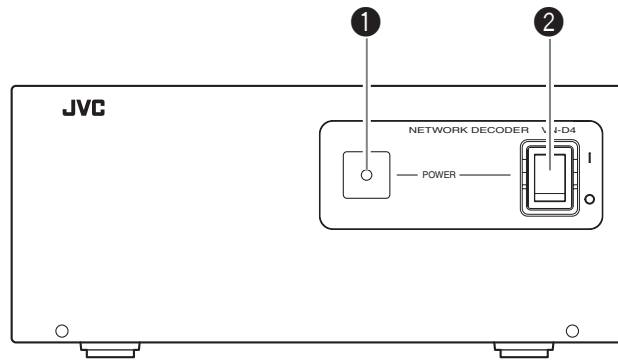 1 2
JVC
NETWORK DECODER VN-D4
POWER
I
O